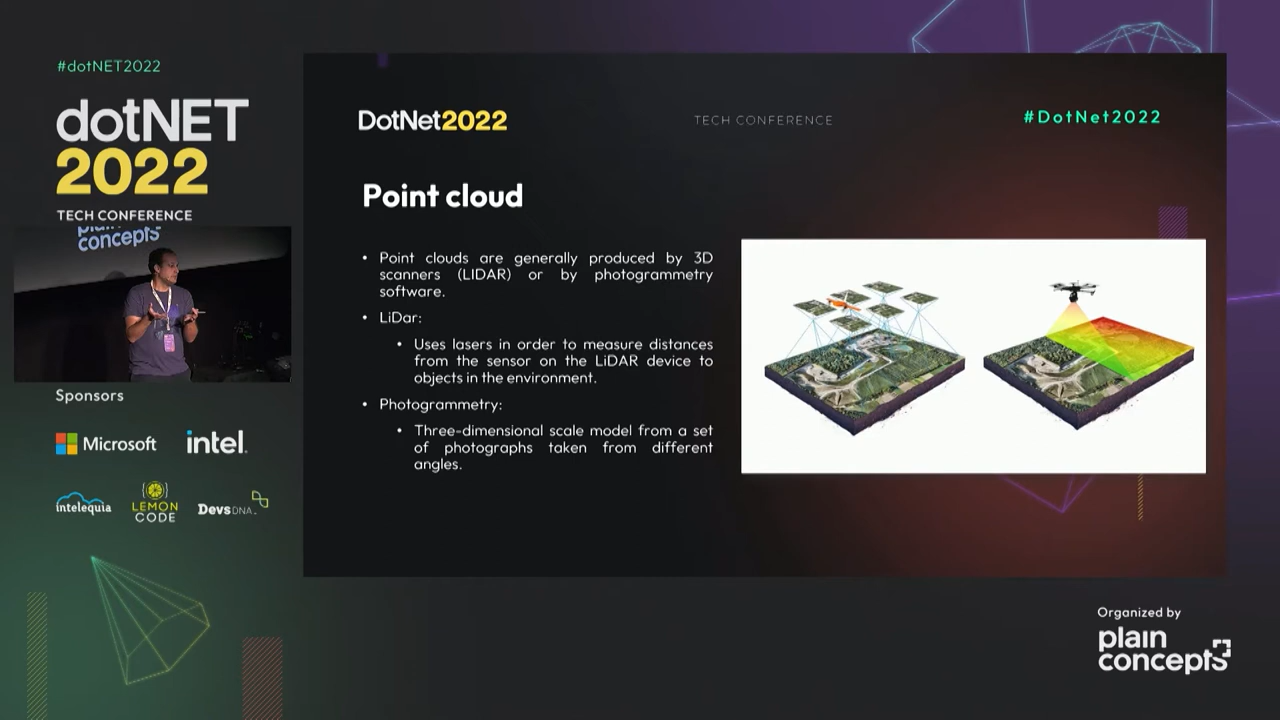 #dotNET2022
dotNET
2022
TECH CONFERENCE
plain
concepts
Sponsors
Microsoft
intel.
intelequia
LEMON
CODE
DevsDNA_
DotNet2022
TECH CONFERENCE
#DotNet2022
Point cloud
• Point clouds are generally produced by 3D
scanners (LIDAR) or by photogrammetry
software.
• LiDar:
• Uses lasers in order to measure distances
from the sensor on the LiDAR device to
objects in the environment.
• Photogrammetry:
• Three-dimensional scale model from a set
of photographs taken from different
angles.
Organized by
plain
concepts